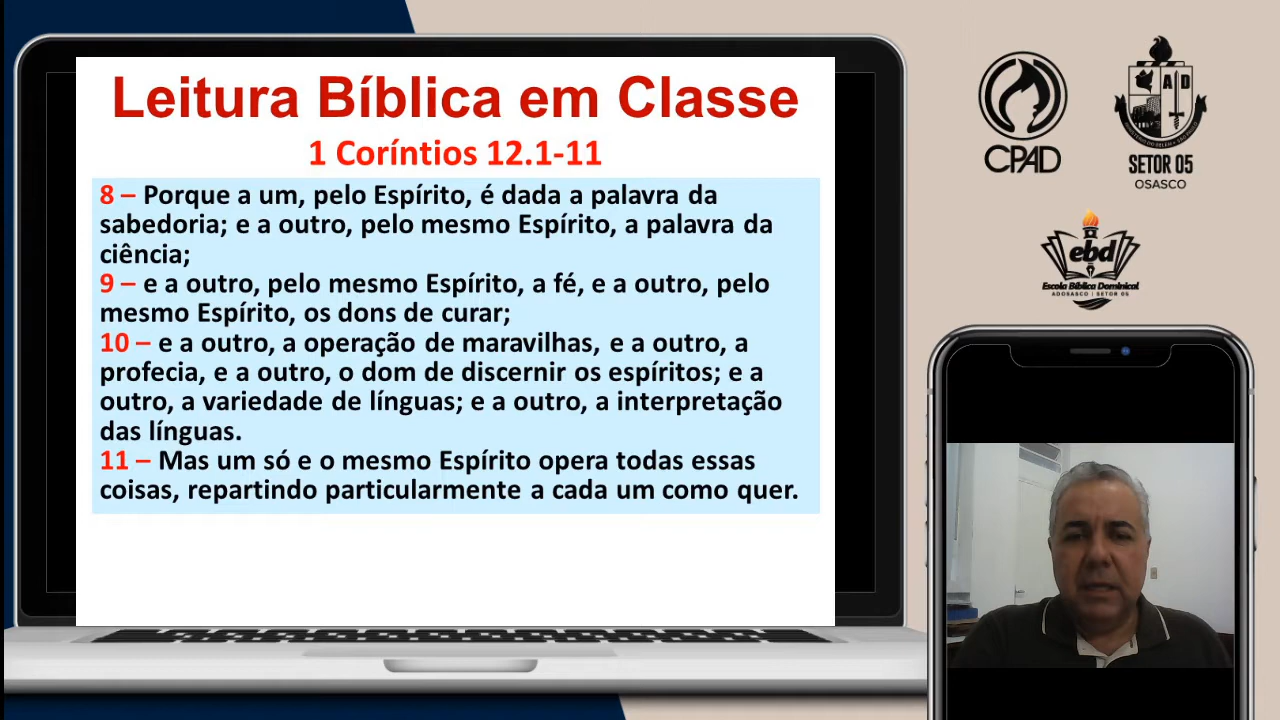 Leitura Bíblica em Classe
1 Coríntios 12.1-11
8 – Porque a um, pelo Espírito, é dada a palavra da
sabedoria; e a outro, pelo mesmo Espírito, a palavra da
ciência;
9 – e a outro, pelo mesmo Espírito, a fé, e a outro, pelo
mesmo Espírito, os dons de curar;
10 – e a outro, a operação de maravilhas, e a outro, a
profecia, e a outro, o dom de discernir os espíritos; e a
outro, a variedade de línguas; e a outro, a interpretação
das línguas.
11 – Mas um só e o mesmo Espírito opera todas essas
coisas, repartindo particularmente a cada um como quer.
CPAD
AD
SETOR 05
OSASCO
ebd
Escola Bíblica Dominical
ADOSASCO / SETOR 05